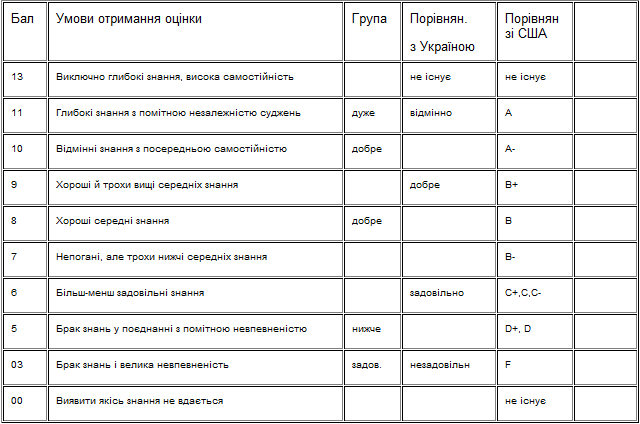 Бал Умови отримання оцінки Група Порівнян. Порівнян
з Україною зі США
13 Виключно глибокі знання, висока самостійність не існує не існує
11 Глибокі знання з помітною незалежністю суджень дуже відмінно A
10 Відмінні знання з посередньою самостійністю добре A-
9 Хороші й трохи вищі середніх знання добре B+
8 Хороші середні знання добре B
7 Непогані, але трохи нижчі середніх знання B-
6 Більш-менш задовільні знання задовільно C+,C,C-
5 Брак знань у поєднанні з помітною невпевненістю нижче D+, D
03 Брак знань і велика невпевненість задов. незадовільн F
00 Виявити якісь знання не вдається не існує